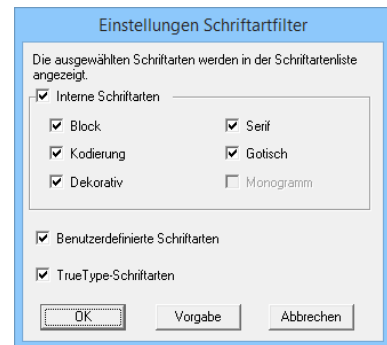 Einstellungen Schriftartfilter
Die ausgewählten Schriftarten werden in der Schriftartenliste
angezeigt.
Interne Schriftarten
Block Serif
Kodierung Gotisch
Dekorativ Monogramm
Benutzerdefinierte Schriftarten
TrueType-Schriftarten
OK Vorgabe Abbrechen